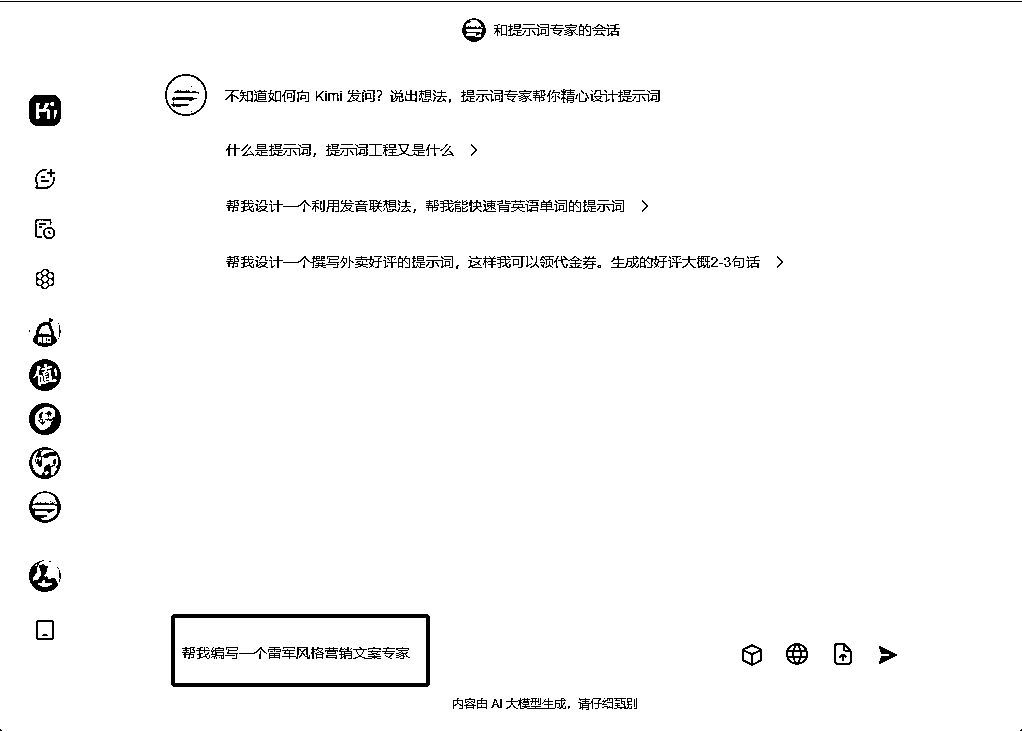 和提示词专家的会话
不知道如何向 Kimi 发问？说出想法，提示词专家帮你精心设计提示词
什么是提示词，提示词工程又是什么
帮我设计一个利用发音联想法，帮我能快速背英语单词的提示词
帮我设计一个撰写外卖好评的提示词，这样我可以领代金券。生成的好评大概2-3句话
值!
帮我编写一个雷军风格营销文案专家
内容由 AI 大模型生成，请仔细甄别